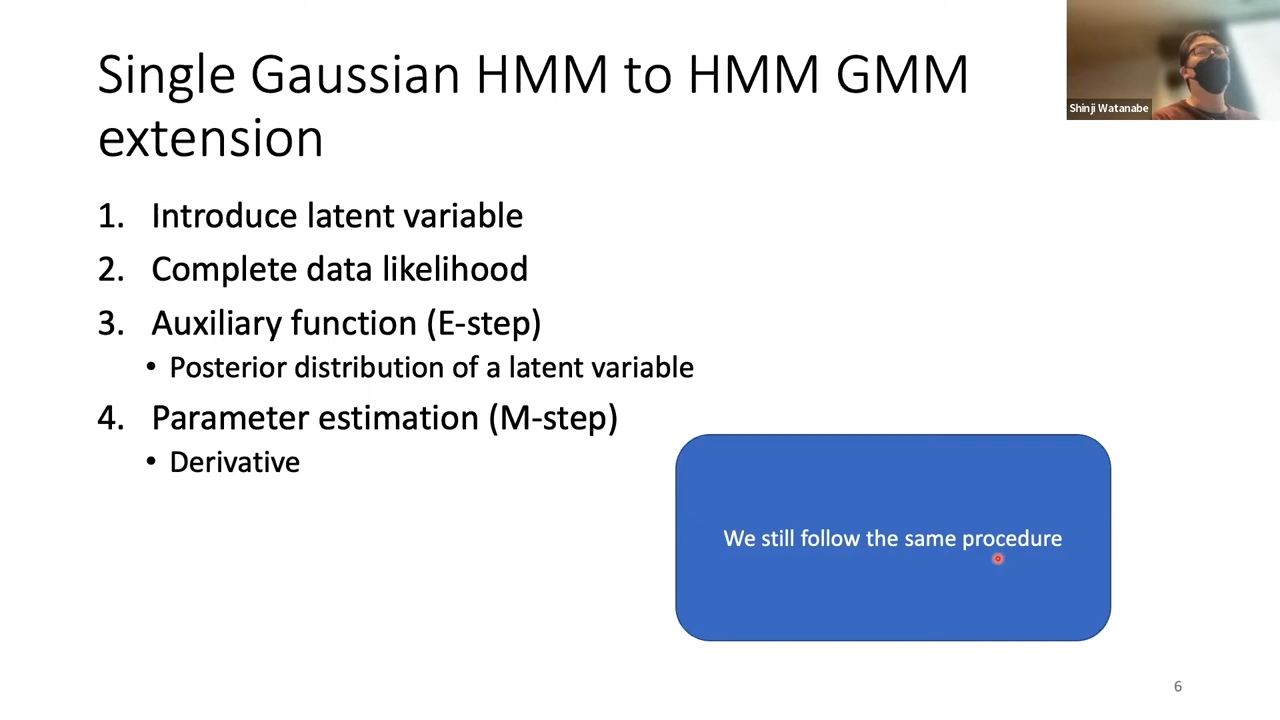 Single Gaussian HMM to HMM GMM
extension
Shinji Watanabe
1. Introduce latent variable
2. Complete data likelihood
3. Auxiliary function (E-step)
• Posterior distribution of a latent variable
4. Parameter estimation (M-step)
• Derivative
We still follow the same procedure
6